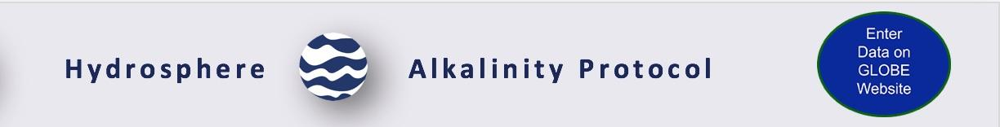 Hydrosphere
Alkalinity Protocol
Enter
Data on
GLOBE
Website